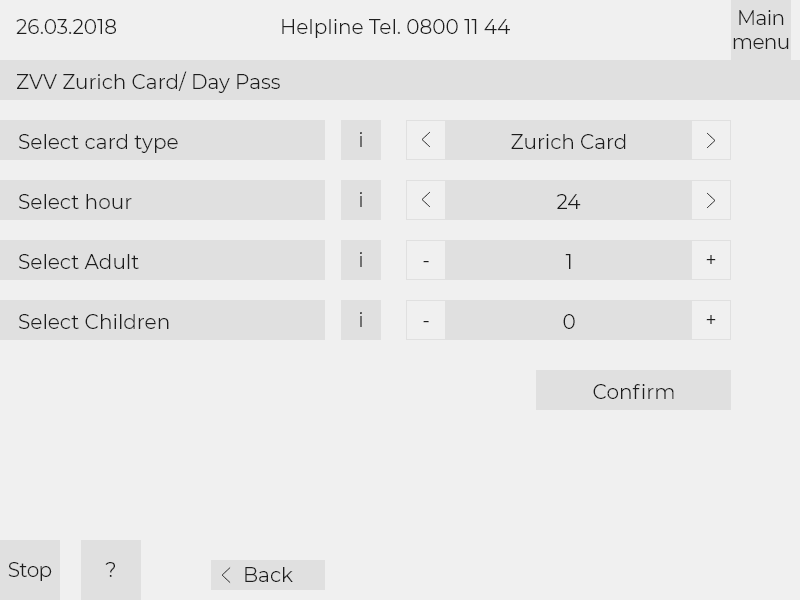 26.03.2018
Helpline Tel. 0800 11 44
Main
menu
ZVV Zurich Card/ Day Pass
Select card type
i
<
Zurich Card
>
Select hour
i
<
24
>
Select Adult
i
-
1
+
Select Children
i
-
0
+
Confirm
Stop
?
< Back